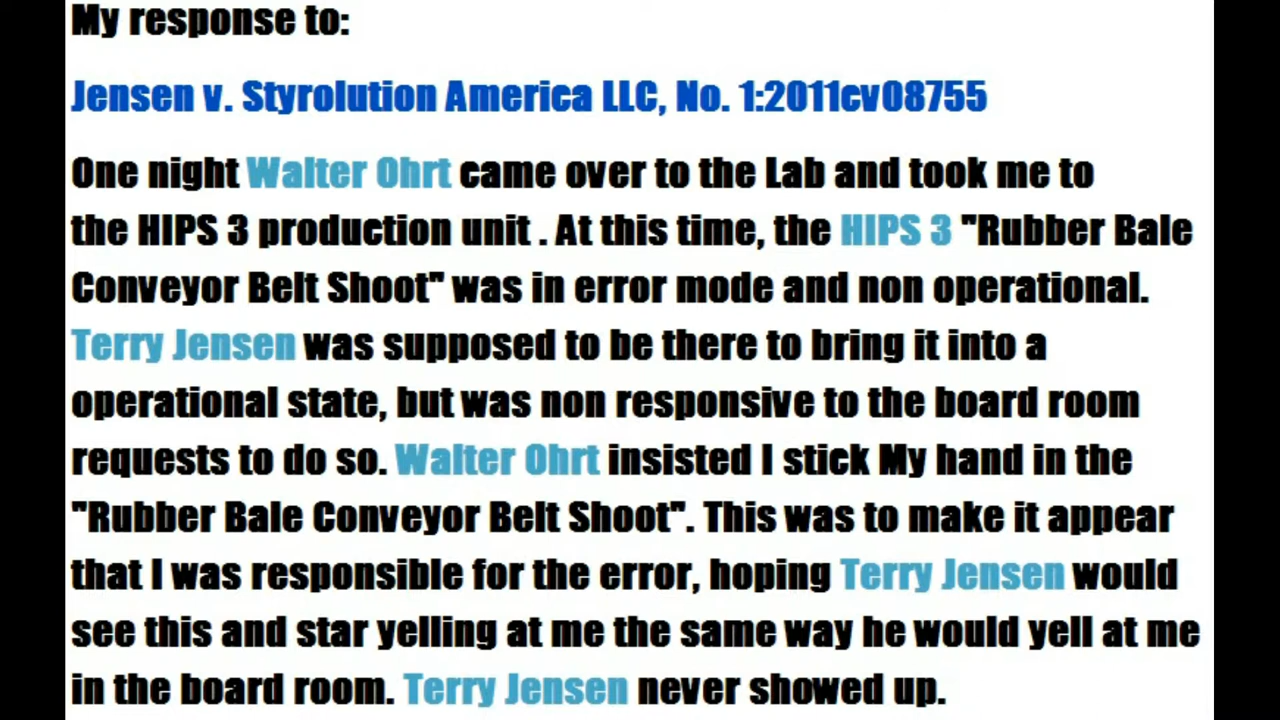 My response to:
Jensen v. Styrolution America LLC, No. 1:2011cv08755
One night Walter Ohrt came over to the Lab and took me to
the HIPS 3 production unit . At this time, the HIPS 3 "Rubber Bale
Conveyor Belt Shoot" was in error mode and non operational.
Terry Jensen was supposed to be there to bring it into a
operational state, but was non responsive to the board room
requests to do so. Walter Ohrt insisted I stick My hand in the
"Rubber Bale Conveyor Belt Shoot". This was to make it appear
that I was responsible for the error, hoping Terry Jensen would
see this and star yelling at me the same way he would yell at me
in the board room. Terry Jensen never showed up.